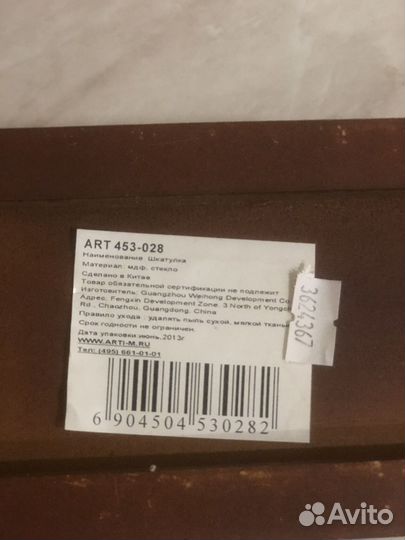 ART 453-028
Наименование: Шкатулка
Материал: мдф, стекло
Сделано в Китае
Товар обязательной сертификации не подлежит
Изготовитель: Guangzhou Weihong Development Co
Адрес: Fengxin Development Zone, 3 North of Yongch
Rd., Chaozhou, Guangdong, China
Правило ухода: удалять пыль сухой, мягкой тканью
Срок годности не ограничен.
Дата упаковки:июнь,2013г
WWW.ARTI-M.RU
Тел: (495) 661-01-01
6 904504 530282
3624367
Avito